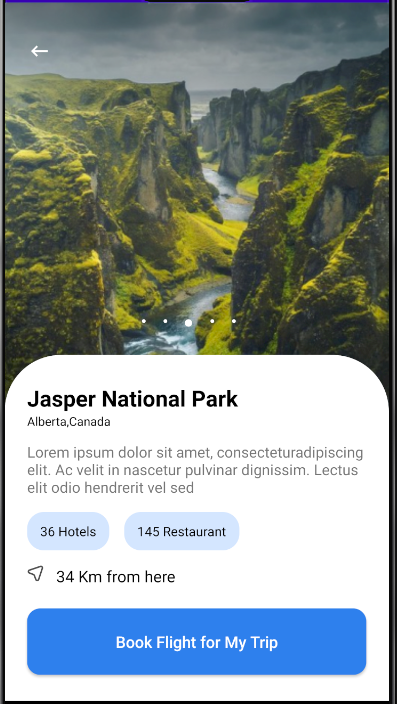 Jasper National Park
Alberta,Canada
Lorem ipsum dolor sit amet, consecteturadipiscing
elit. Ac velit in nascetur pulvinar dignissim. Lectus
elit odio hendrerit vel sed
36 Hotels
145 Restaurant
34 Km from here
Book Flight for My Trip